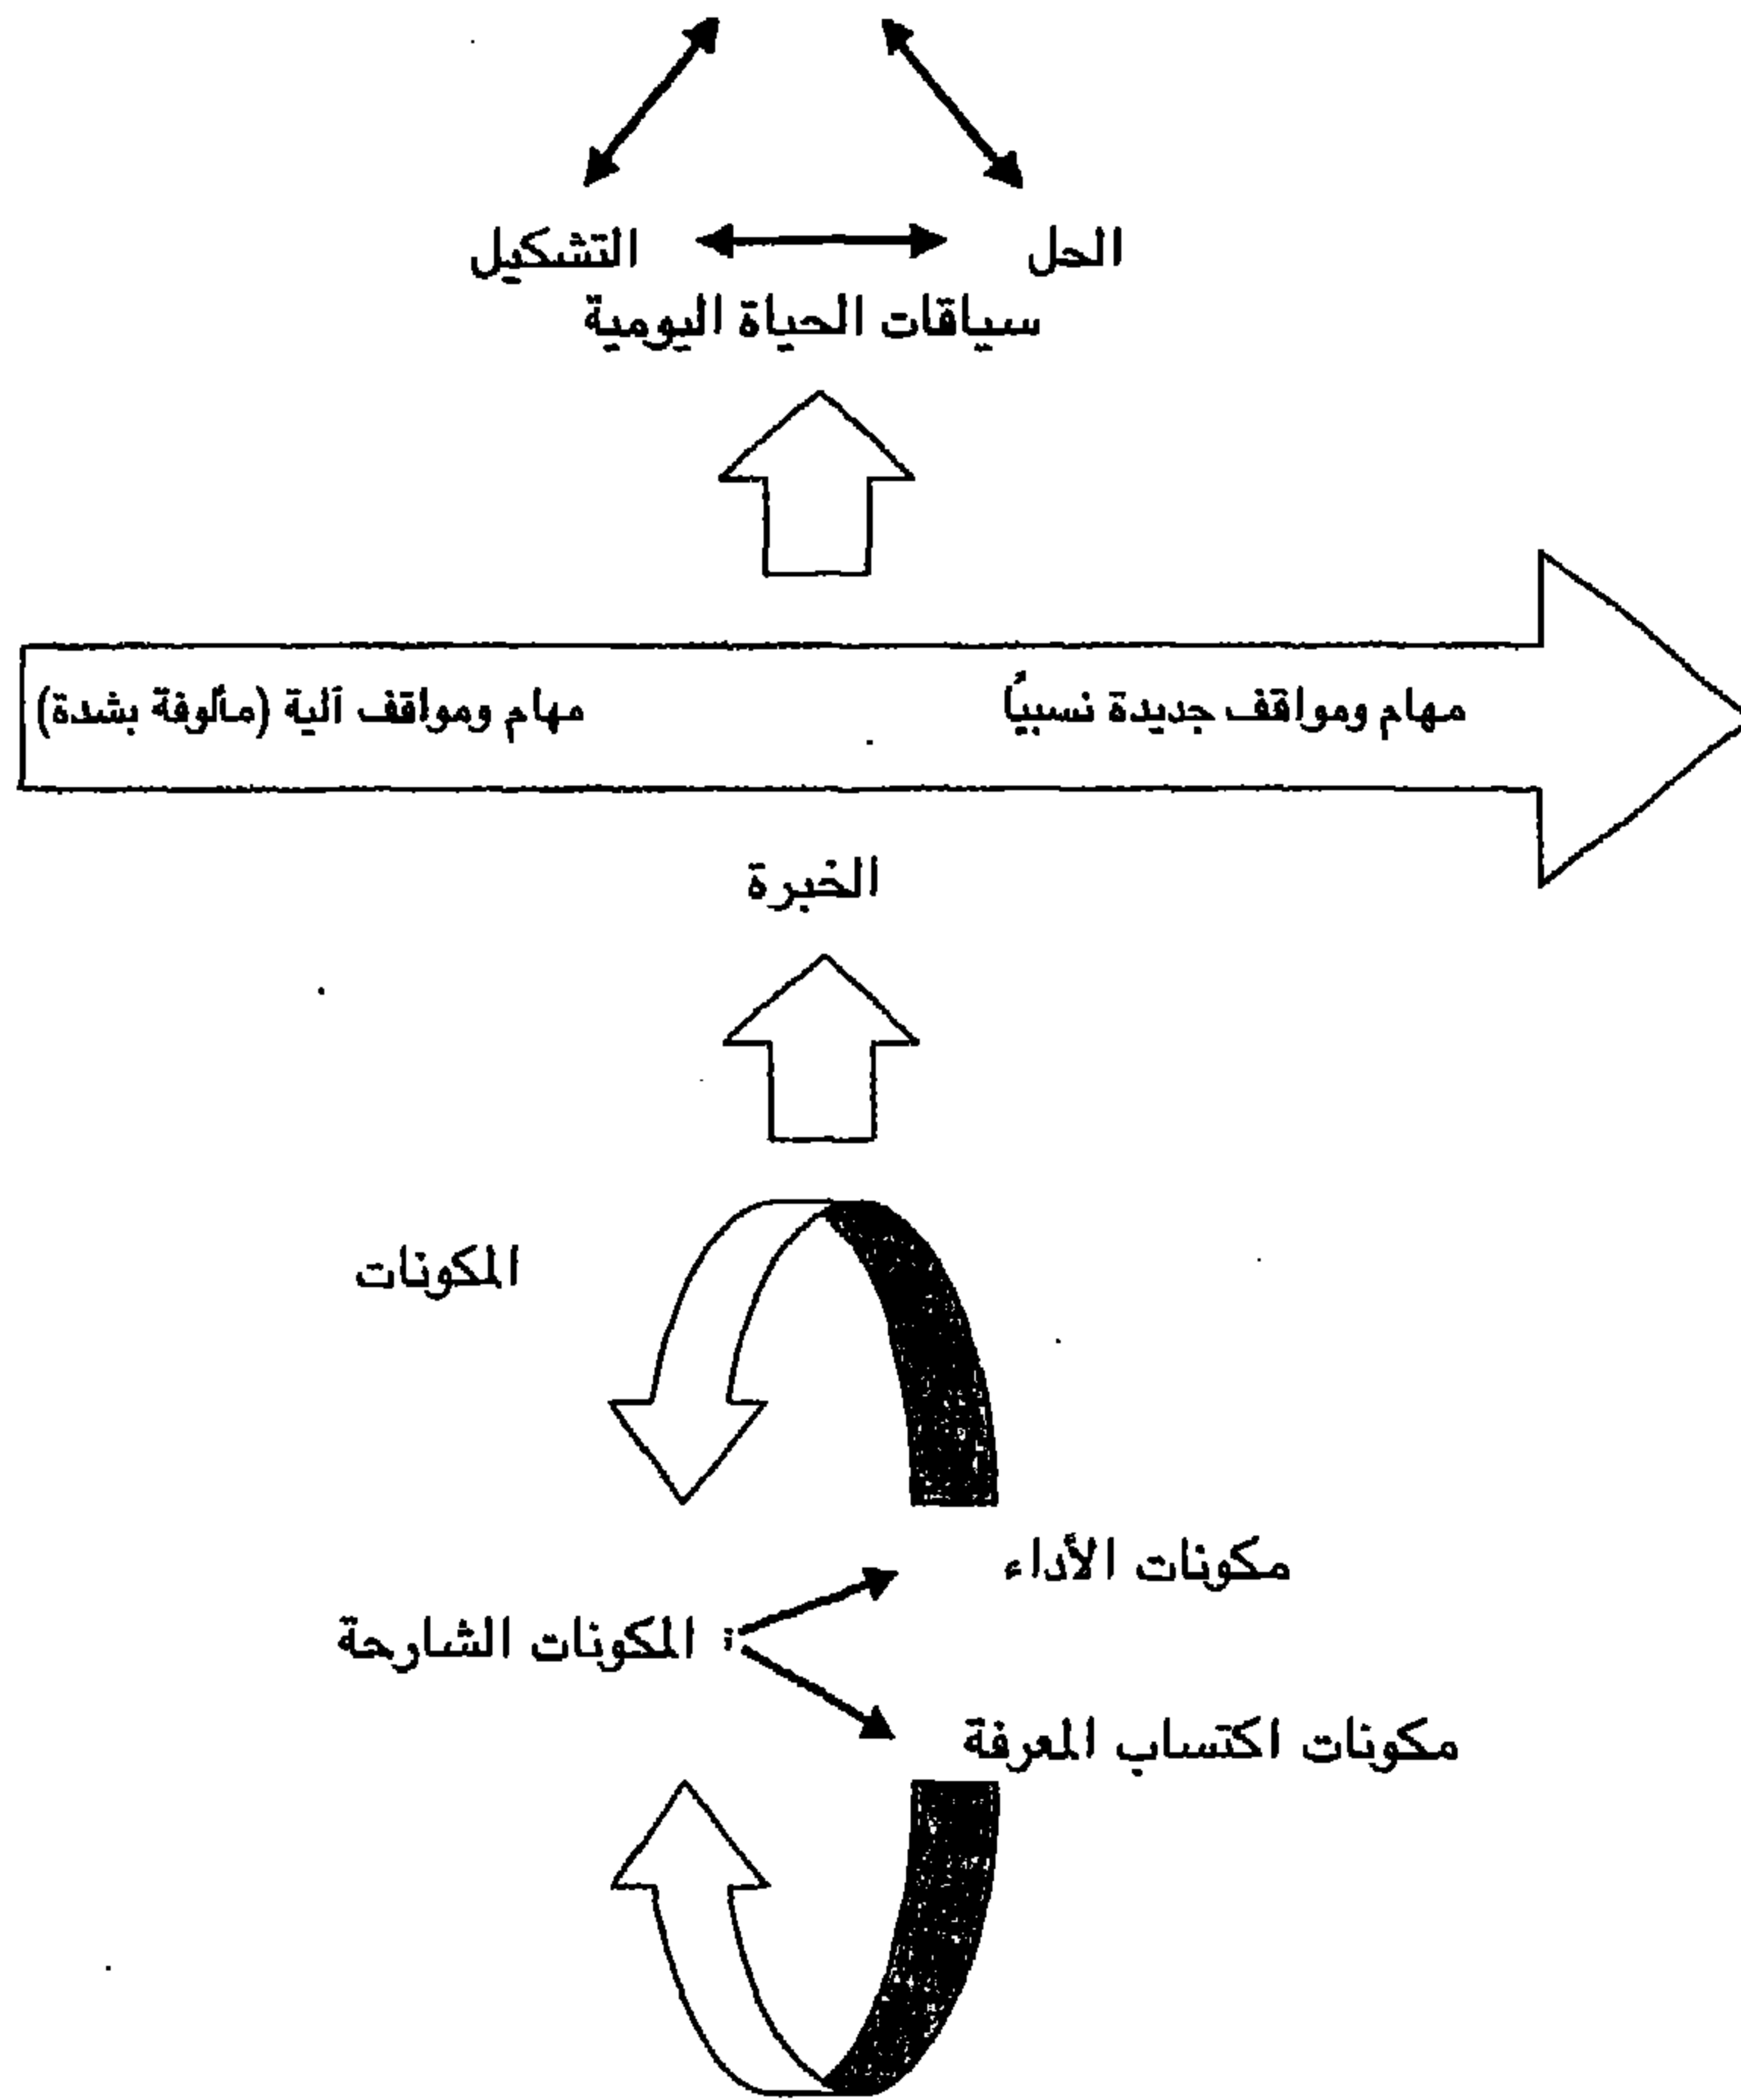 الحل
التشكيل
سياقات الحياة اليومية
مهام ومواقف جديدة نسبياً
مهام ومواقف آلية (مألوفة بشدة)
الخبرة
المكونات
مكونات الأداء
المكونات الشارحة :
مكونات اكتساب المعرفة